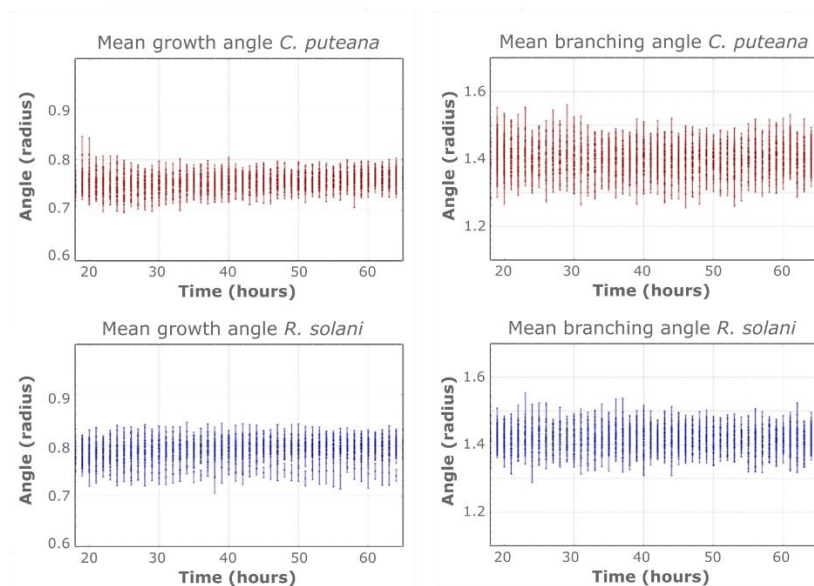 Mean growth angle C. puteana
Angle (radius)
0.9
0.8
0.7
0.6
20 30 40 50 60
Time (hours)
Mean branching angle C. puteana
Angle (radius)
1.6
1.4
1.2
20 30 40 50 60
Time (hours)
Mean growth angle R. solani
Angle (radius)
0.9
0.8
0.7
0.6
20 30 40 50 60
Time (hours)
Mean branching angle R. solani
Angle (radius)
1.6
1.4
1.2
20 30 40 50 60
Time (hours)